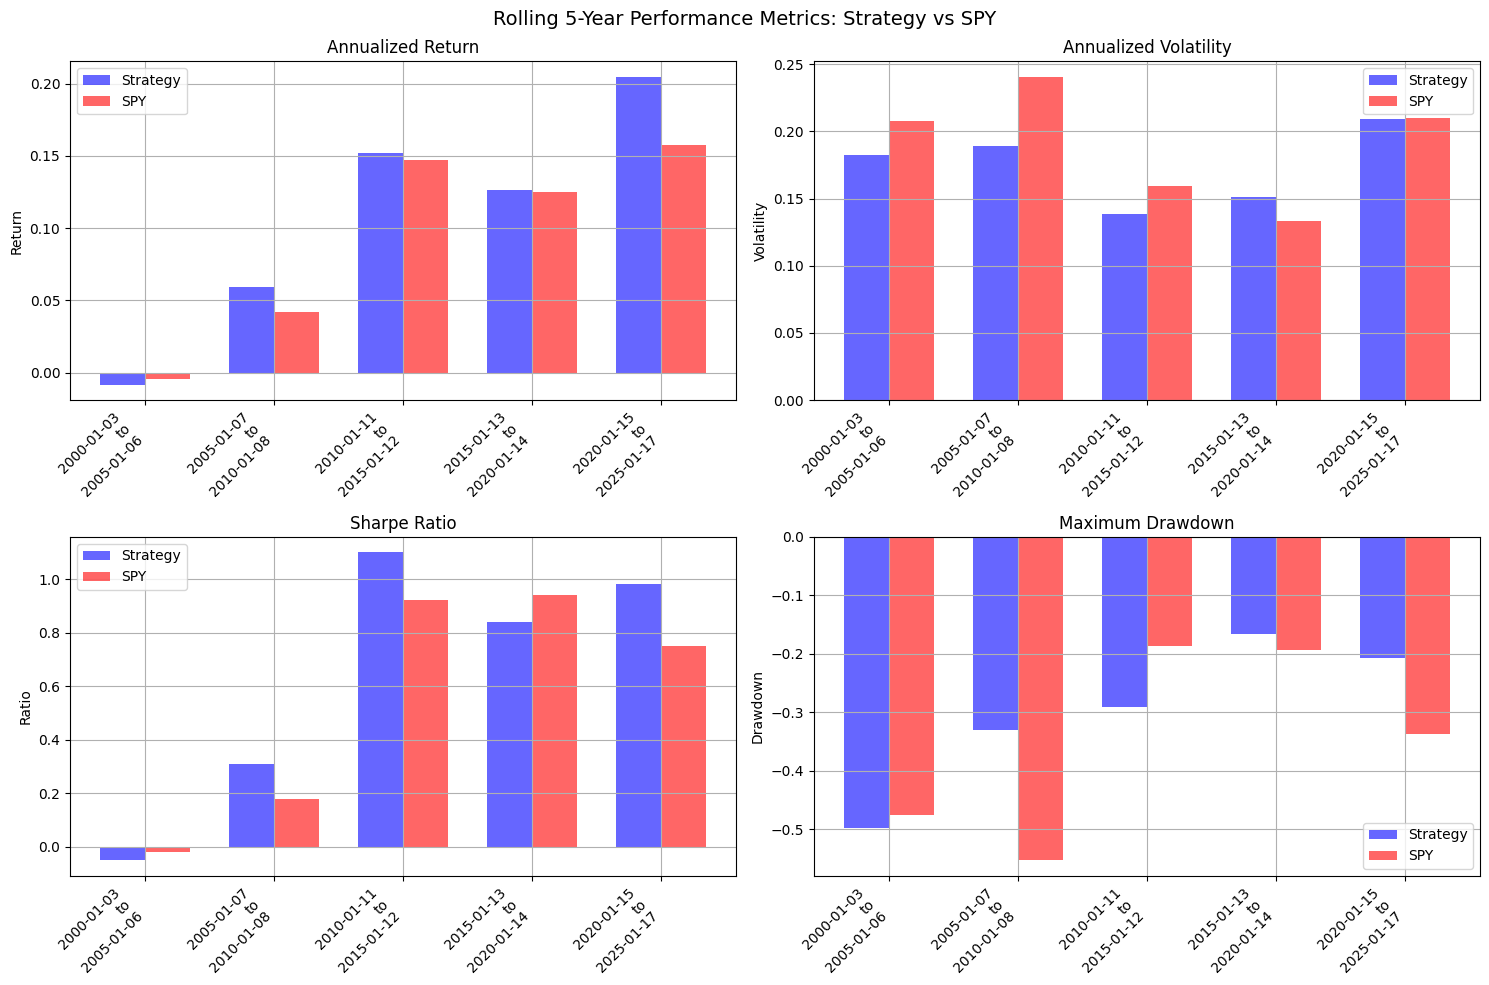 Rolling 5-Year Performance Metrics: Strategy vs SPY
Annualized Return
Strategy
SPY
Return
0.20
0.15
0.10
0.05
0.00
2000-01-03
to
2005-01-06
2005-01-07
to
2010-01-08
2010-01-11
to
2015-01-12
2015-01-13
to
2020-01-14
2020-01-15
to
2025-01-17
Annualized Volatility
Strategy
SPY
Volatility
0.25
0.20
0.15
0.10
0.05
0.00
2000-01-03
to
2005-01-06
2005-01-07
to
2010-01-08
2010-01-11
to
2015-01-12
2015-01-13
to
2020-01-14
2020-01-15
to
2025-01-17
Sharpe Ratio
Strategy
SPY
Ratio
1.0
0.8
0.6
0.4
0.2
0.0
2000-01-03
to
2005-01-06
2005-01-07
to
2010-01-08
2010-01-11
to
2015-01-12
2015-01-13
to
2020-01-14
2020-01-15
to
2025-01-17
Maximum Drawdown
Drawdown
0.0
−0.1
−0.2
−0.3
−0.4
−0.5
Strategy
SPY
2000-01-03
to
2005-01-06
2005-01-07
to
2010-01-08
2010-01-11
to
2015-01-12
2015-01-13
to
2020-01-14
2020-01-15
to
2025-01-17